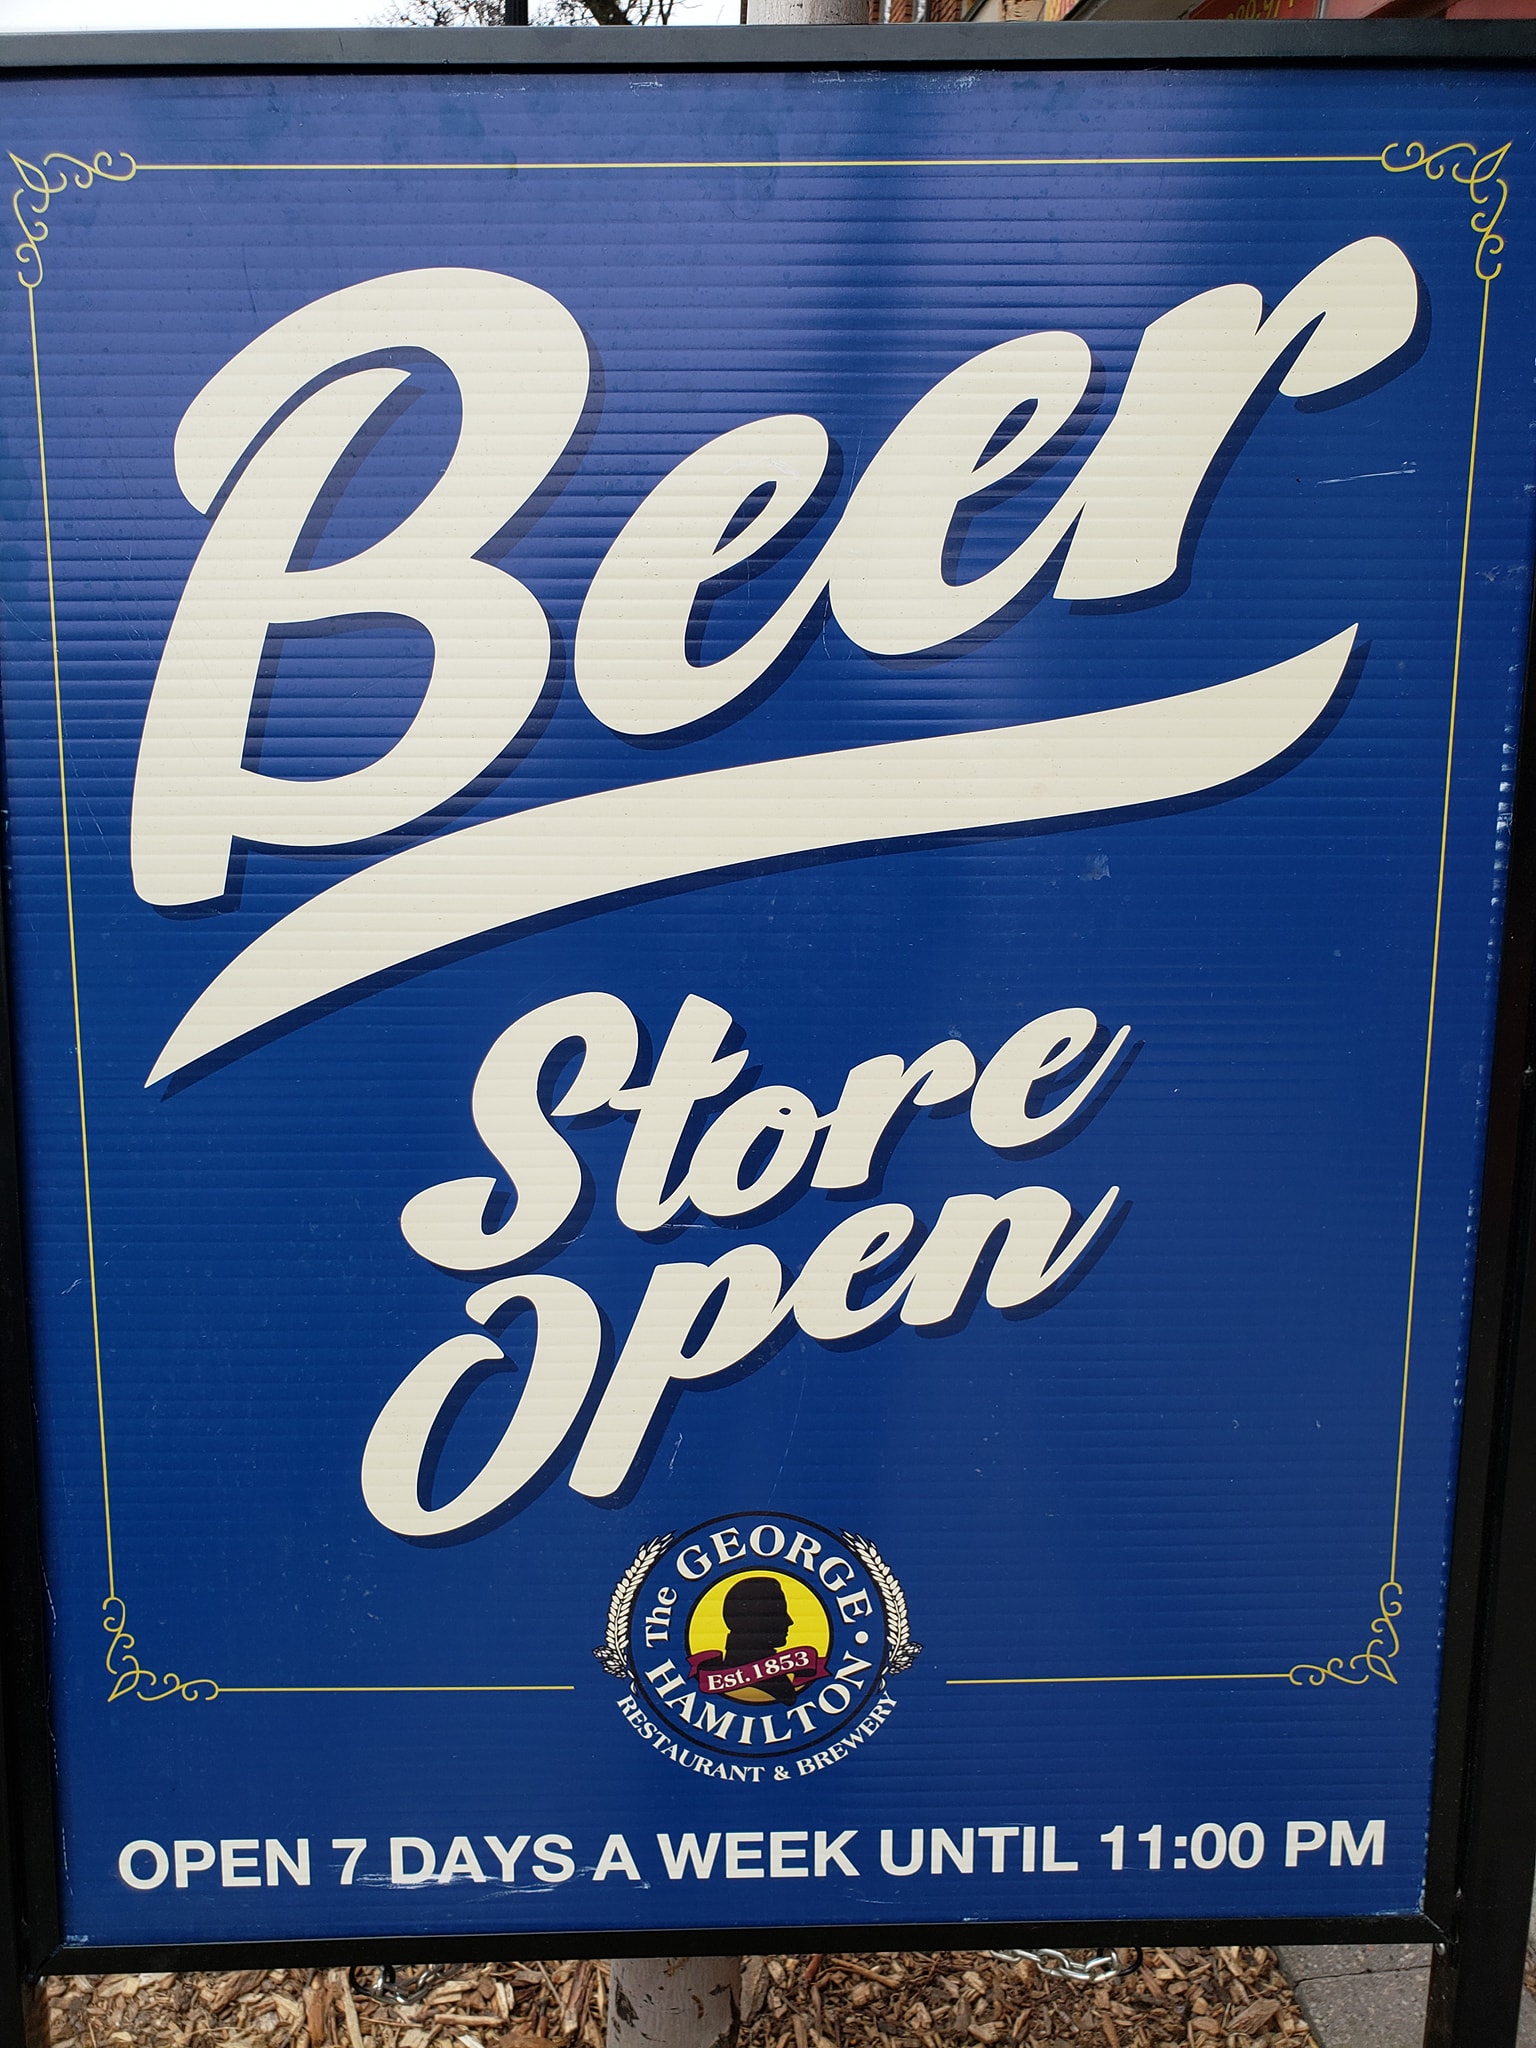 Beer
Store
Open
The GEORGE •
HAMILTON
Est. 1853
RESTAURANT & BREWERY
OPEN 7 DAYS A WEEK UNTIL 11:00 PM